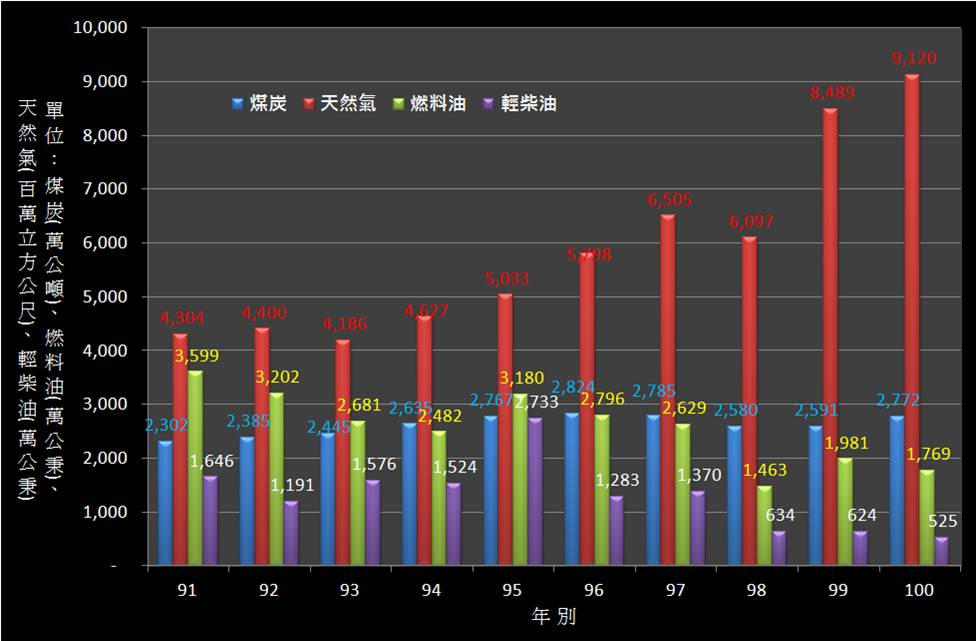 單位：煤炭(萬公噸)、燃料油(萬公秉)、
天然氣(百萬立方公尺)、輕柴油(萬公秉)
10,000
9,000
8,000
7,000
6,000
5,000
4,000
3,000
2,000
1,000
-
煤炭 天然氣 燃料油 輕柴油
2,302 4,304 3,599 1,646
2,385 4,400 3,202 1,191
2,445 4,186 2,681 1,576
2,635 4,627 2,482 1,524
2,767 5,033 3,180 2,733
2,824 5,798 2,796 1,283
2,785 6,505 2,629 1,370
2,580 6,097 1,463 634
2,591 8,489 1,981 624
2,772 9,120 1,769 525
91 92 93 94 95 96 97 98 99 100
年別